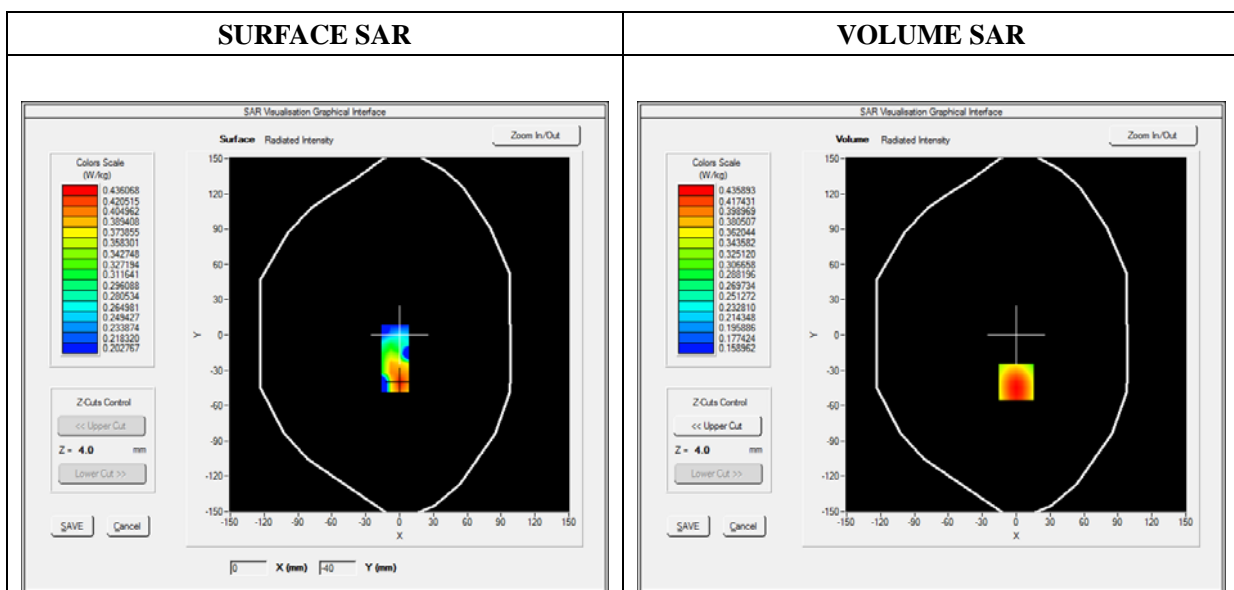 SURFACE SAR
SAR Visualisation Graphical Interface
Surface Radiated Intensity
Zoom In/Out
Colors Scale
(W/kg)
0.436068
0.420515
0.404962
0.389408
0.373855
0.358301
0.342748
0.327194
0.311641
0.296088
0.280534
0.264981
0.249427
0.233874
0.218320
0.202767
Z-Cuts Control
<< Upper Cut
Z = 4.0 mm
Lower Cut >>
SAVE Cancel
150
120
90
60
30
0
-30
-60
-90
-120
-150
Y
-150 -120 -90 -60 -30 0 30 60 90 120 150
X
0 X (mm) -40 Y (mm)
VOLUME SAR
SAR Visualisation Graphical Interface
Volume Radiated Intensity
Zoom In/Out
Colors Scale
(W/kg)
0.435893
0.417431
0.398969
0.380507
0.362044
0.343582
0.325120
0.306658
0.288196
0.269734
0.251272
0.232810
0.214348
0.195886
0.177424
0.158962
Z-Cuts Control
<< Upper Cut
Z = 4.0 mm
Lower Cut >>
SAVE Cancel
150
120
90
60
30
0
-30
-60
-90
-120
-150
Y
-150 -120 -90 -60 -30 0 30 60 90 120 150
X